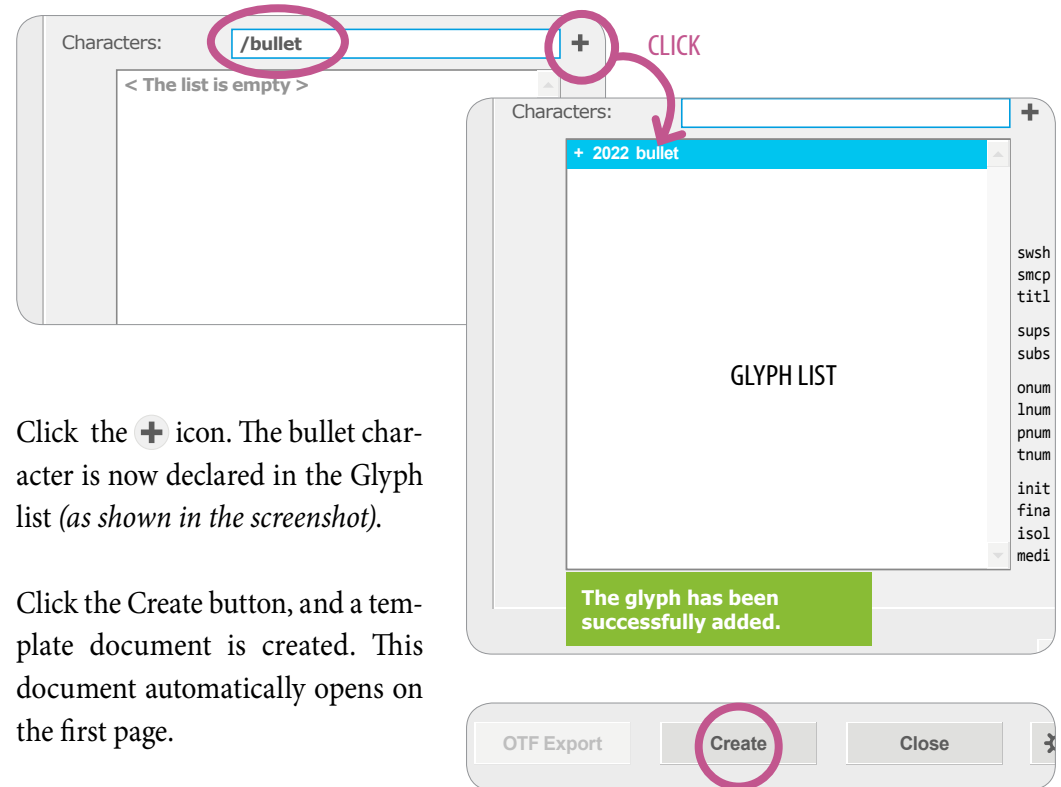 Characters:
/bullet
+
CLICK
< The list is empty >
Characters:
+
+ 2022 bullet
swsh
smcp
titl
sups
subs
onum
lnum
pnum
tnum
init
fina
isol
medi
GLYPH LIST
The glyph has been
successfully added.
Click the + icon. The bullet char-
acter is now declared in the Glyph
list (as shown in the screenshot).
Click the Create button, and a tem-
plate document is created. This
document automatically opens on
the first page.
OTF Export
Create
Close